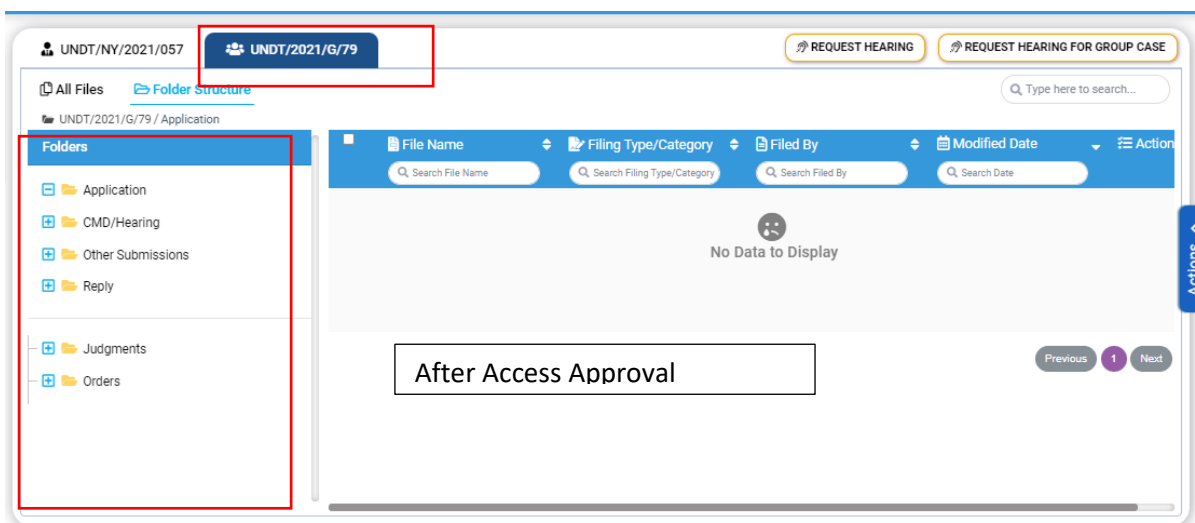 UNDT/NY/2021/057
UNDT/2021/G/79
REQUEST HEARING
REQUEST HEARING FOR GROUP CASE
All Files
Folder Structure
Type here to search...
UNDT/2021/G/79 / Application
Folders
File Name
Filing Type/Category
Filed By
Modified Date
Action
Search File Name
Search Filing Type/Category
Search Filed By
Search Date
Application
CMD/Hearing
Other Submissions
Reply
Judgments
Orders
No Data to Display
After Access Approval
Previous 1 Next
Actions